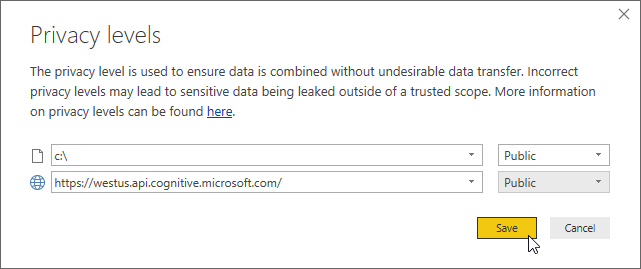 Privacy levels
The privacy level is used to ensure data is combined without undesirable data transfer. Incorrect
privacy levels may lead to sensitive data being leaked outside of a trusted scope. More information
on privacy levels can be found here.
c:\ Public
https://westus.api.cognitive.microsoft.com/ Public
Save Cancel